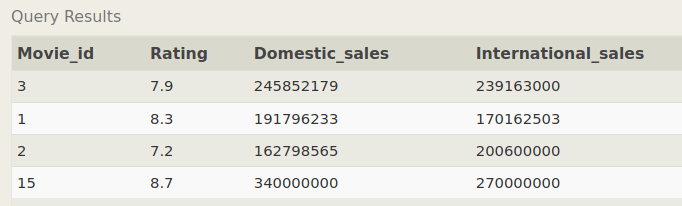 Query Results
Movie_id Rating Domestic_sales International_sales
3 7.9 245852179 239163000
1 8.3 191796233 170162503
2 7.2 162798565 200600000
15 8.7 340000000 270000000